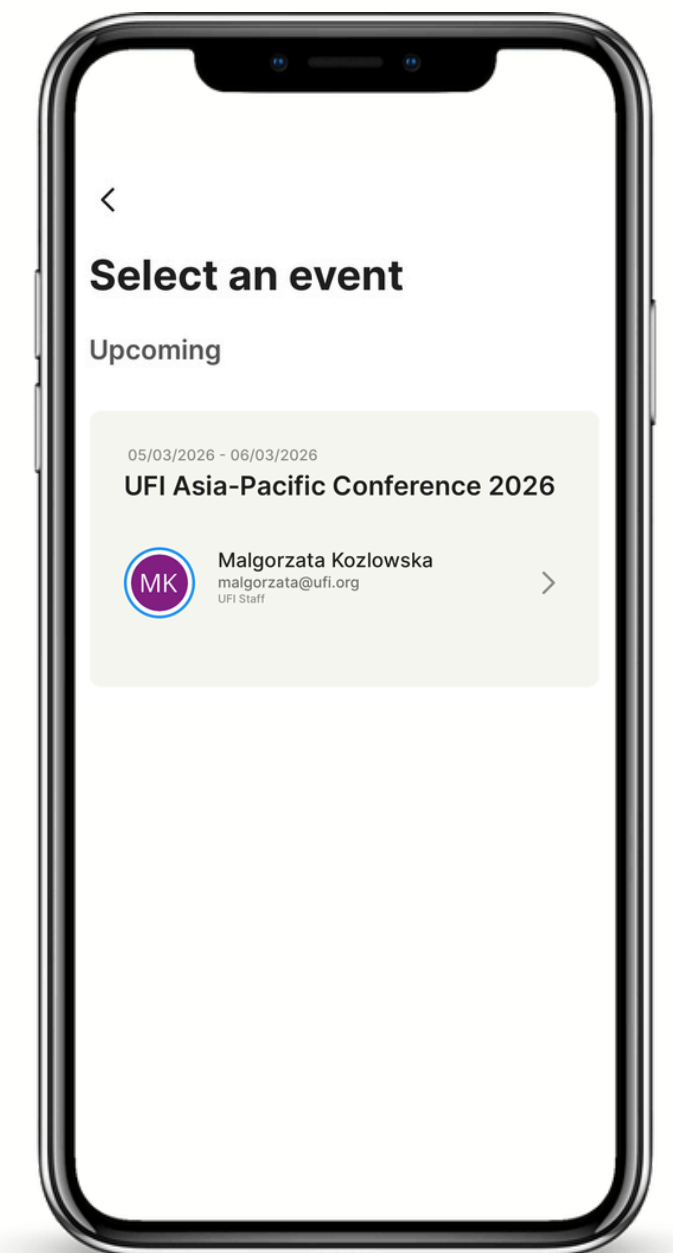 Select an event
Upcoming
05/03/2026 - 06/03/2026
UFI Asia-Pacific Conference 2026
MK
Malgorzata Kozlowska
malgorzata@ufi.org
UFI Staff